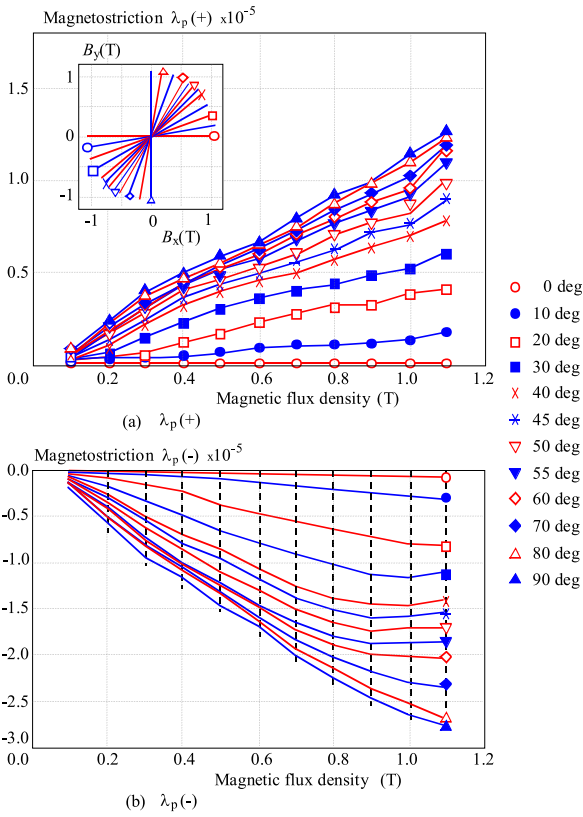 Magnetostriction λp(+) x10-5
1.5
1.0
0.5
0.0
By(T)
1
0
-1
-1 0 1
Bx(T)
0.2 0.4 0.6 0.8 1.0 1.2
Magnetic flux density (T)
(a) λp(+)
0 deg
10 deg
20 deg
30 deg
40 deg
45 deg
50 deg
55 deg
60 deg
70 deg
80 deg
90 deg
Magnetostriction λp(-) x10-5
0.0
-0.5
-1.0
-1.5
-2.0
-2.5
-3.0
0.0 0.2 0.4 0.6 0.8 1.0 1.2
Magnetic flux density (T)
(b) λp(-)